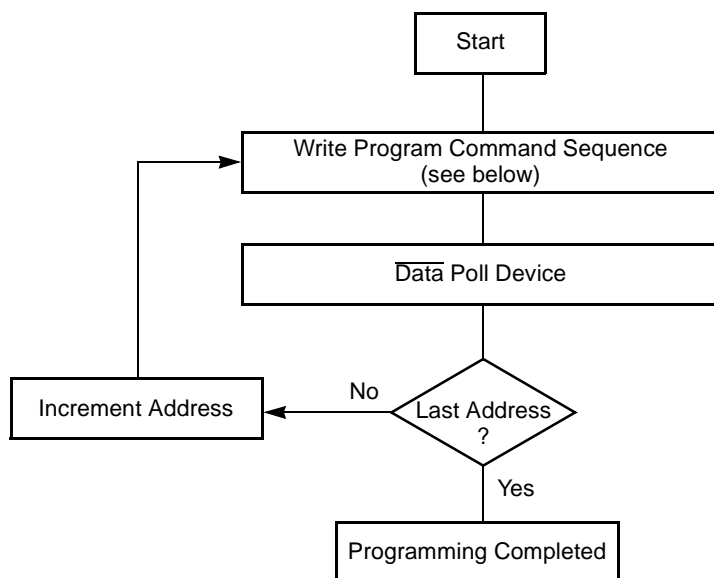 Start
Write Program Command Sequence
(see below)
Data Poll Device
No
Increment Address
Last Address
?
Yes
Programming Completed